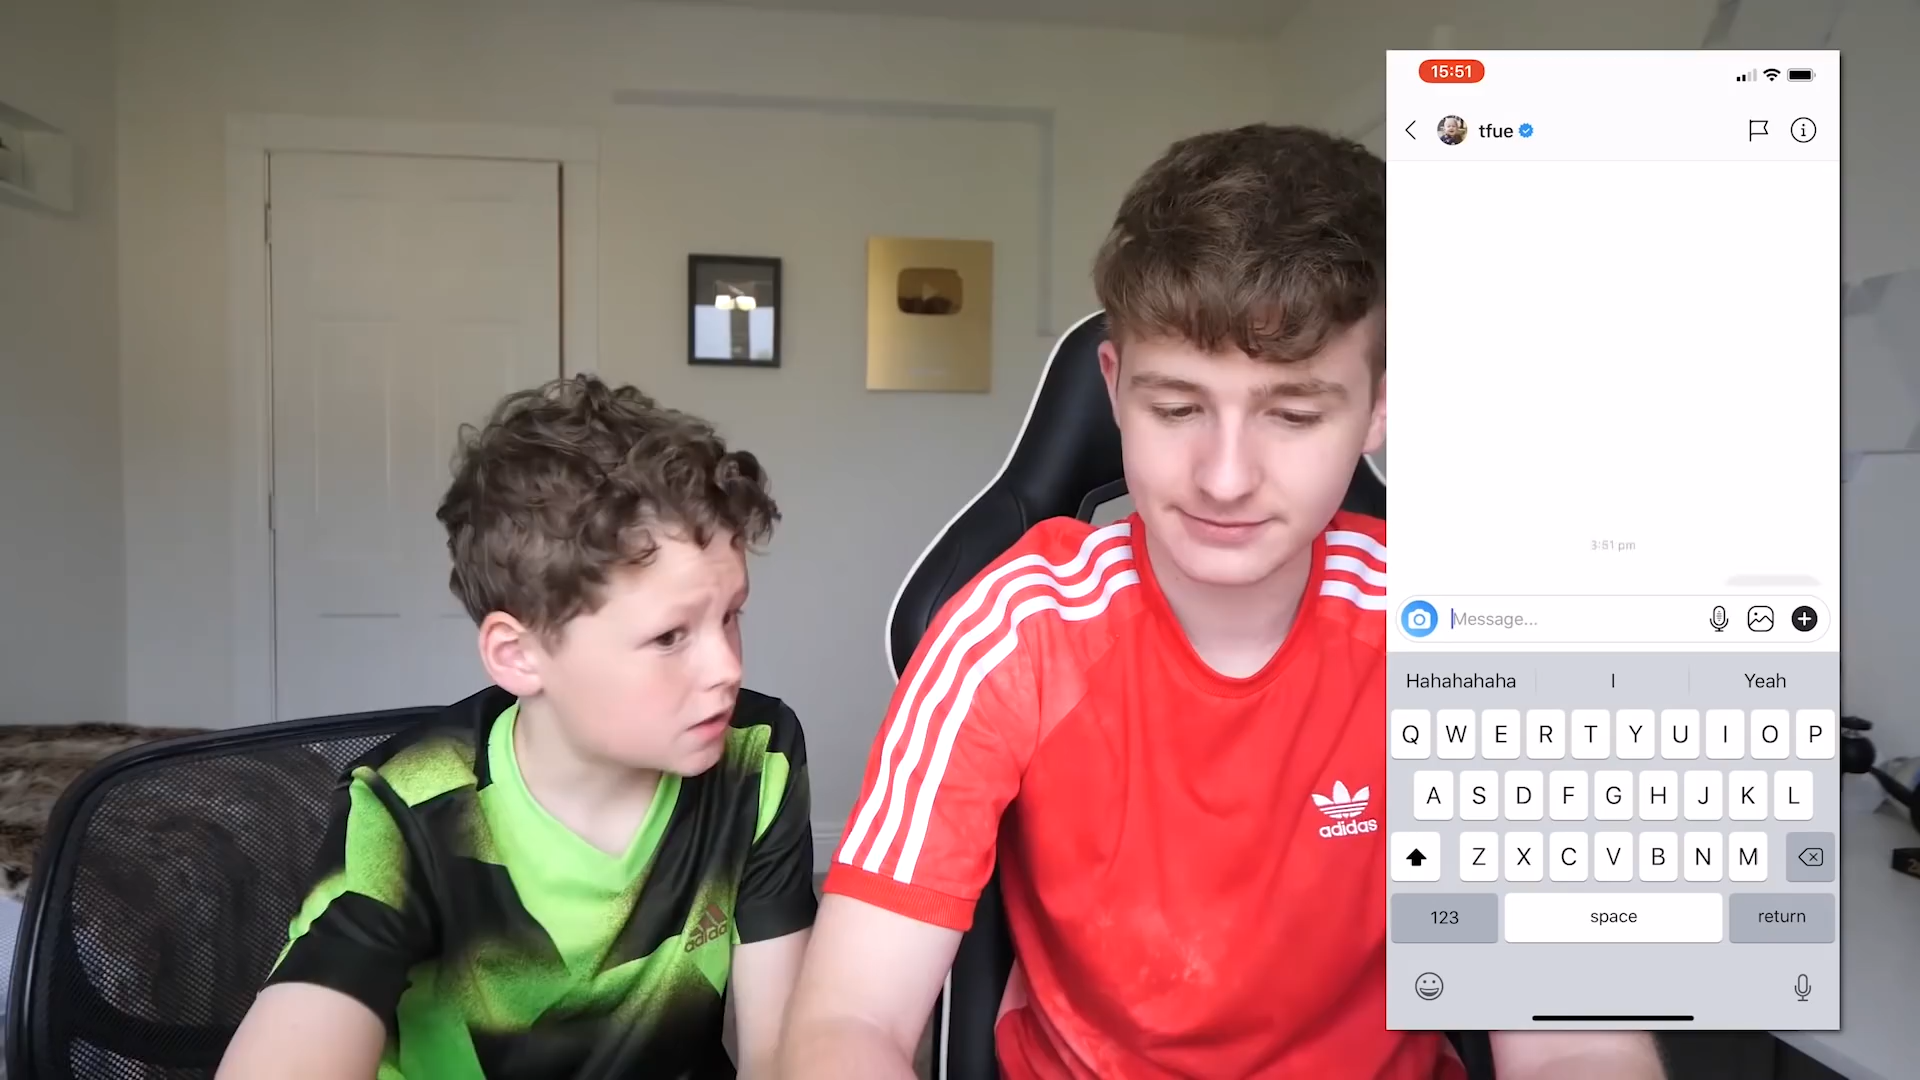 15:51
tfue
3:51 pm
Message...
Hahahahaha I Yeah
Q W E R T Y U I O P
A S D F G H J K L
Z X C V B N M
123 space return
adidas
adidas